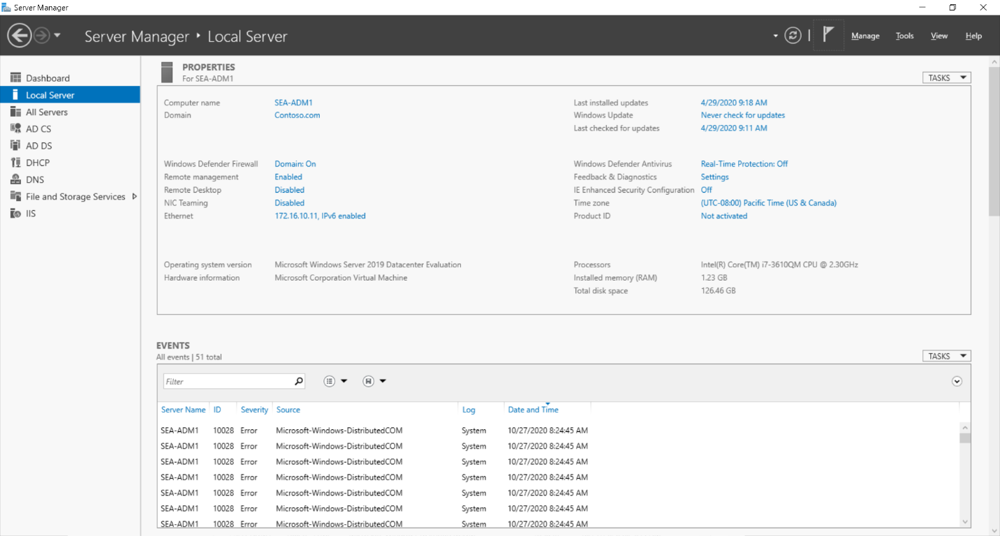 Server Manager
Server Manager ‣ Local Server
Manage Tools View Help
Dashboard
Local Server
All Servers
AD CS
AD DS
DHCP
DNS
File and Storage Services
IIS
PROPERTIES
For SEA-ADM1
TASKS
Computer name SEA-ADM1 Last installed updates 4/29/2020 9:18 AM
Domain Contoso.com Windows Update Never check for updates
Last checked for updates 4/29/2020 9:11 AM
Windows Defender Firewall Domain: On Windows Defender Antivirus Real-Time Protection: Off
Remote management Enabled Feedback & Diagnostics Settings
Remote Desktop Disabled IE Enhanced Security Configuration Off
NIC Teaming Disabled Time zone (UTC-08:00) Pacific Time (US & Canada)
Ethernet 172.16.10.11, IPv6 enabled Product ID Not activated
Operating system version Microsoft Windows Server 2019 Datacenter Evaluation Processors Intel(R) Core(TM) i7-3610QM CPU @ 2.30GHz
Hardware information Microsoft Corporation Virtual Machine Installed memory (RAM) 1.23 GB
Total disk space 126.46 GB
EVENTS
All events | 51 total
TASKS
Filter
Server Name ID Severity Source Log Date and Time
SEA-ADM1 10028 Error Microsoft-Windows-DistributedCOM System 10/27/2020 8:24:45 AM
SEA-ADM1 10028 Error Microsoft-Windows-DistributedCOM System 10/27/2020 8:24:45 AM
SEA-ADM1 10028 Error Microsoft-Windows-DistributedCOM System 10/27/2020 8:24:45 AM
SEA-ADM1 10028 Error Microsoft-Windows-DistributedCOM System 10/27/2020 8:24:45 AM
SEA-ADM1 10028 Error Microsoft-Windows-DistributedCOM System 10/27/2020 8:24:45 AM
SEA-ADM1 10028 Error Microsoft-Windows-DistributedCOM System 10/27/2020 8:24:45 AM
SEA-ADM1 10028 Error Microsoft-Windows-DistributedCOM System 10/27/2020 8:24:45 AM